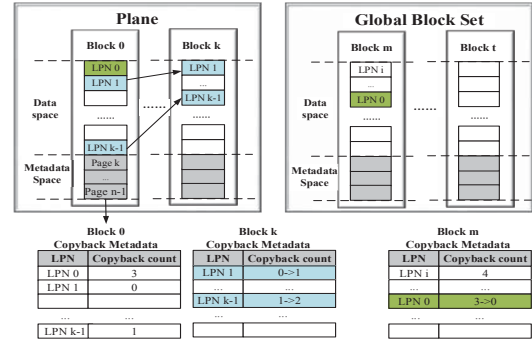 Plane
Global Block Set
Block 0
Block k
Block m
Block t
LPN 0
LPN 1
LPN 1
...
LPN k-1
LPN i
...
LPN 0
Data
space
......
......
......
Data
space
......
......
......
LPN k-1
Metadata
Space
Page k
...
Page n-1
Metadata
Space
Block 0
Copyback Metadata
LPN Copyback count
LPN 0 3
LPN 1 0
... ...
LPN k-1 1
Block k
Copyback Metadata
LPN Copyback count
LPN 1 0->1
... ...
LPN k-1 1->2
... ...
Block m
Copyback Metadata
LPN Copyback count
LPN i 4
... ...
LPN 0 3->0
... ...